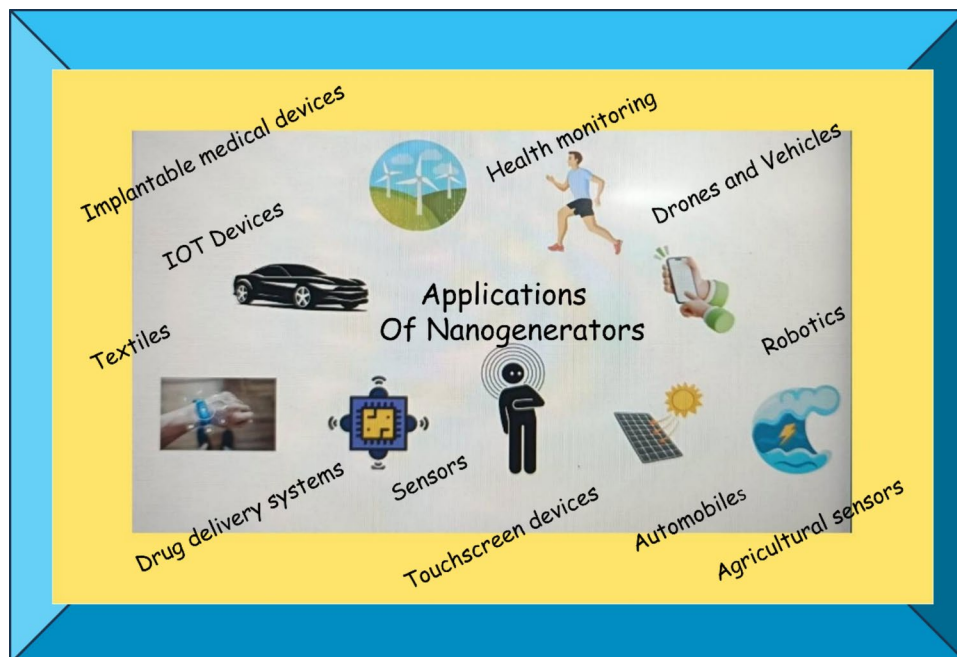 Implantable medical devices
Health monitoring
Drones and Vehicles
IOT Devices
Applications
Of Nanogenerators
Textiles
Robotics
Drug delivery systems
Sensors
Touchscreen devices
Automobiles
Agricultural sensors